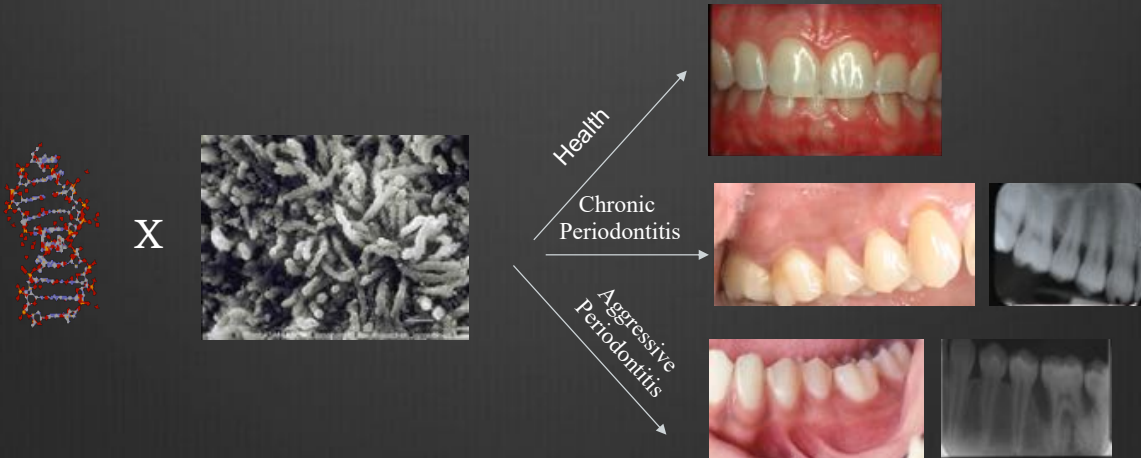 X
Health
Chronic
Periodontitis
Aggressive
Periodontitis